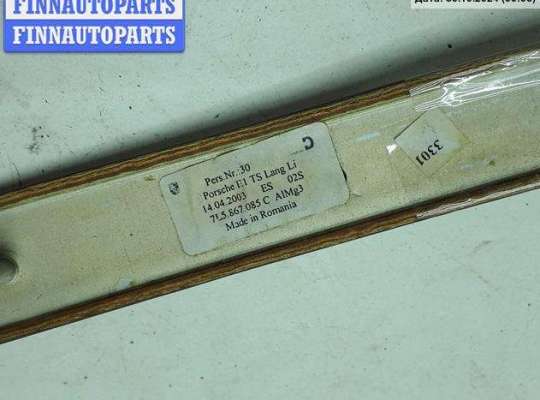 FINNAUTOPARTS
FINNAUTOPARTS
Pers.Nr.:30
Porsche E1 TS Lang Li
14.04.2003 ES 02S
7L5.867.085 C AlMg3
Made in Romania
C
3301